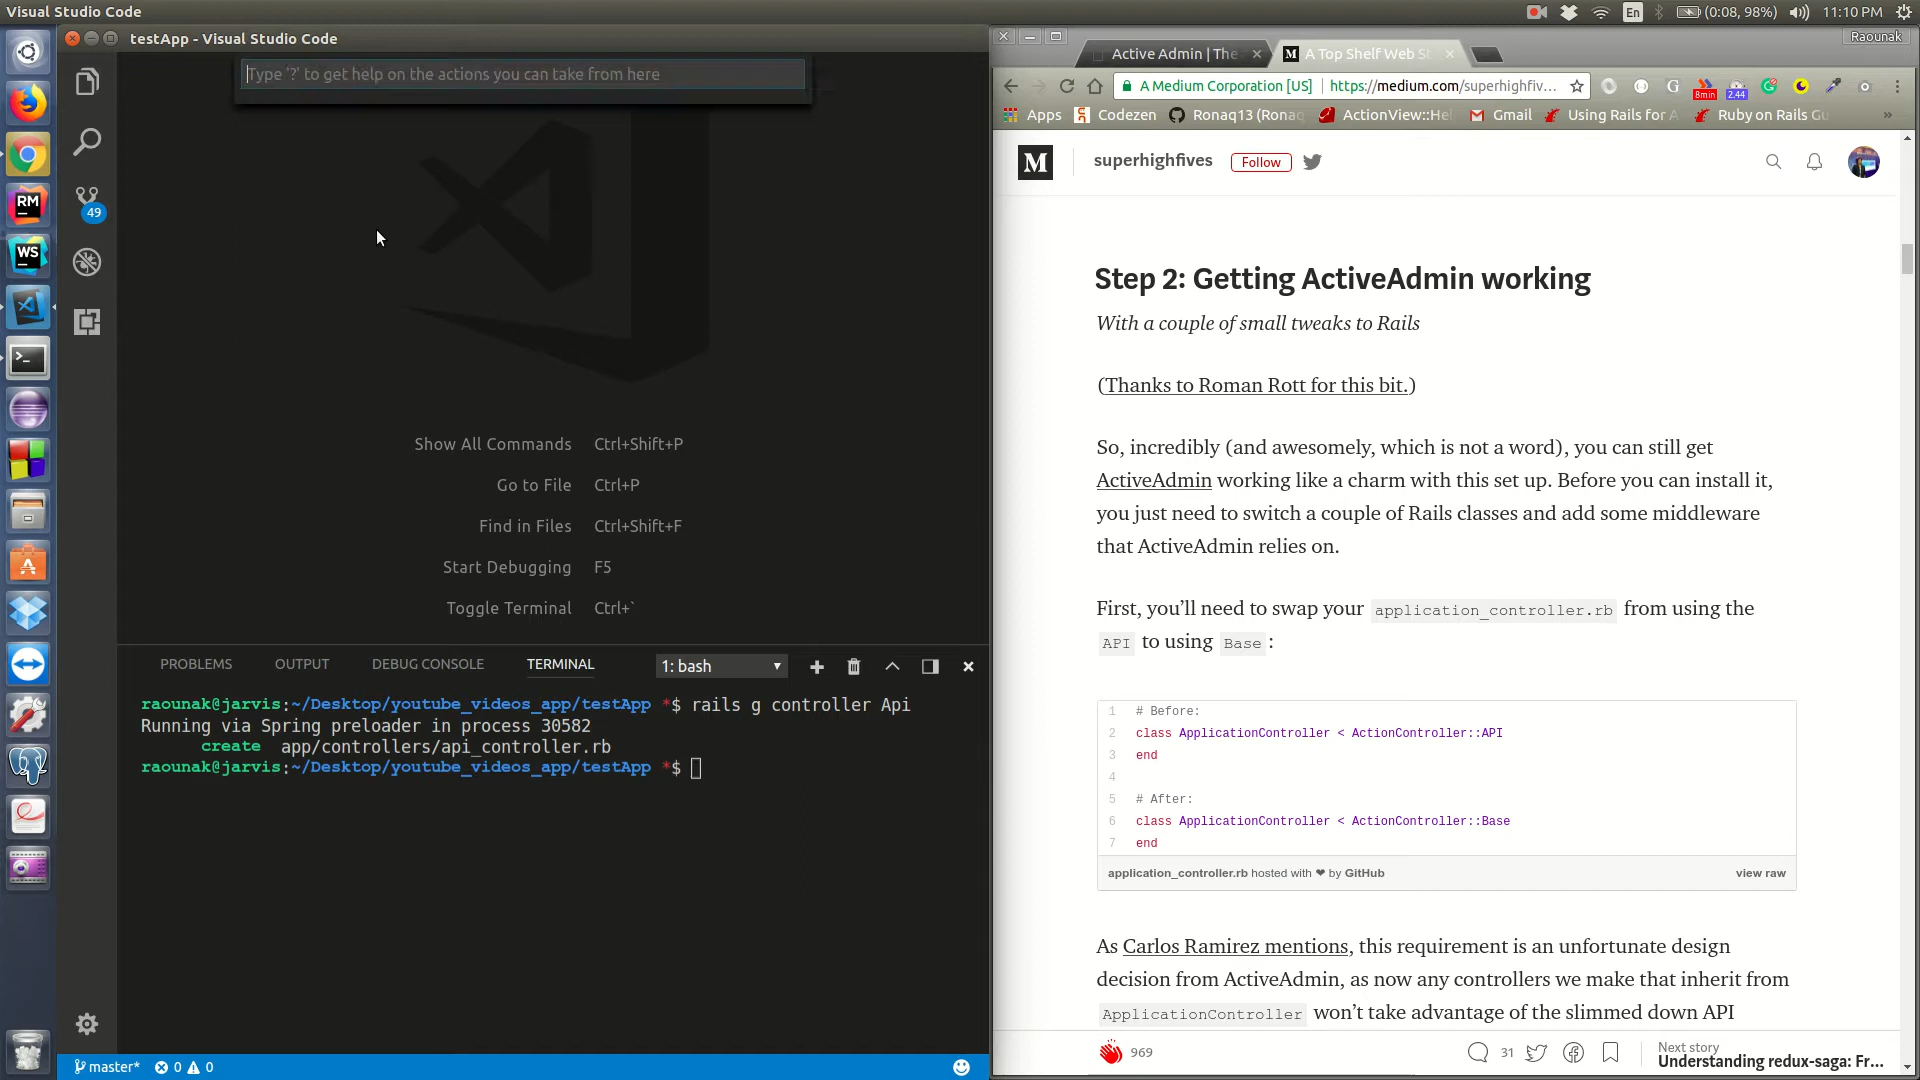 Visual Studio Code
En
(0:08, 98%)
11:10 PM
testApp - Visual Studio Code
Type '?' to get help on the actions you can take from here
49
RM
WS
Show All Commands Ctrl+Shift+P
Go to File Ctrl+P
Find in Files Ctrl+Shift+F
Start Debugging F5
Toggle Terminal Ctrl+`
PROBLEMS OUTPUT DEBUG CONSOLE TERMINAL 1: bash
raounak@jarvis:~/Desktop/youtube_videos_app/testApp *$ rails g controller Api
Running via Spring preloader in process 30582
create app/controllers/api_controller.rb
raounak@jarvis:~/Desktop/youtube_videos_app/testApp *$
master* 0 0
Active Admin | The
A Top Shelf Web S
Raounak
A Medium Corporation [US] https://medium.com/superhighfiv...
8min
2.44
Apps Codezen Ronaq13 (Ronaq ActionView::Hel Gmail Using Rails for A Ruby on Rails Gu »
M superhighfives Follow
Step 2: Getting ActiveAdmin working
With a couple of small tweaks to Rails
(Thanks to Roman Rott for this bit.)
So, incredibly (and awesomely, which is not a word), you can still get
ActiveAdmin working like a charm with this set up. Before you can install it,
you just need to switch a couple of Rails classes and add some middleware
that ActiveAdmin relies on.
First, you’ll need to swap your application_controller.rb from using the
API to using Base :
1 # Before:
2 class ApplicationController < ActionController::API
3 end
4
5 # After:
6 class ApplicationController < ActionController::Base
7 end
application_controller.rb hosted with ❤ by GitHub view raw
As Carlos Ramirez mentions, this requirement is an unfortunate design
decision from ActiveAdmin, as now any controllers we make that inherit from
ApplicationController won’t take advantage of the slimmed down API
969
31
Next story
Understanding redux-saga: Fr...